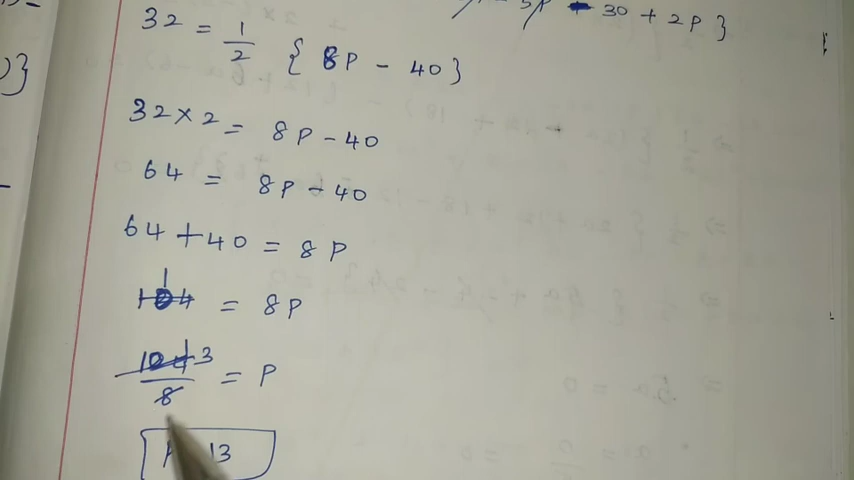 - 30 + 2P }
32 = 1/2 { 8P - 40}
32 × 2 = 8P - 40
64 = 8P - 40
64 + 40 = 8P
104 = 8P
104/8 = P
13